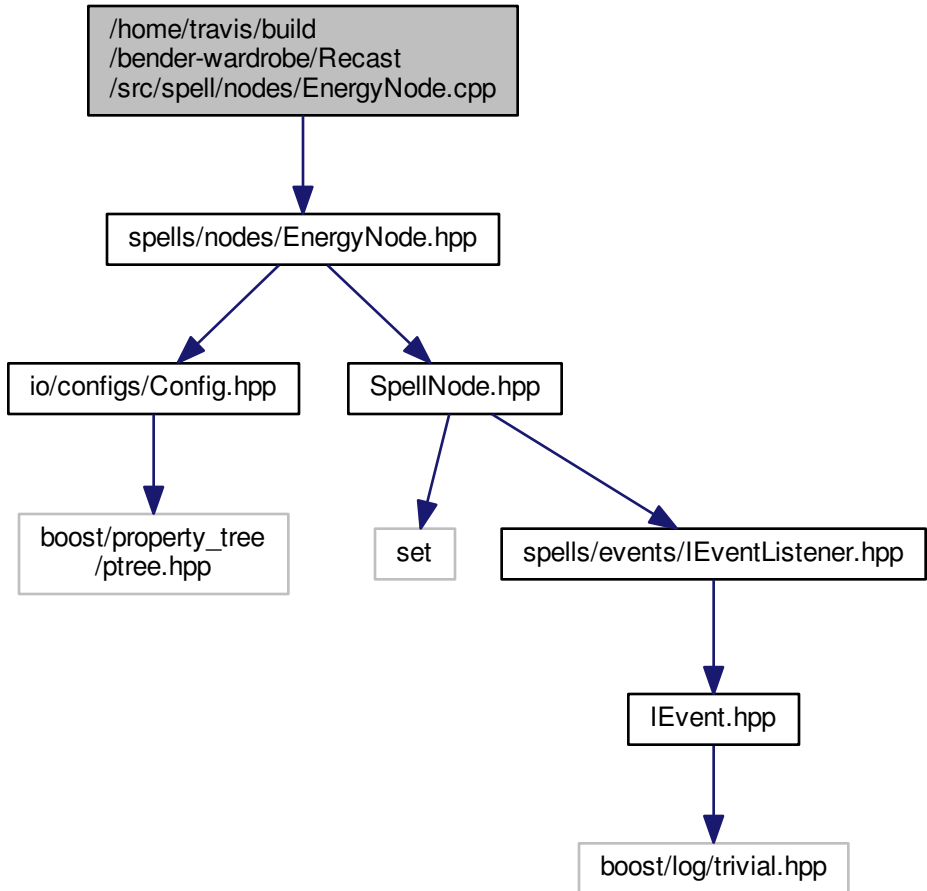 /home/travis/build
/bender-wardrobe/Recast
/src/spell/nodes/EnergyNode.cpp
spells/nodes/EnergyNode.hpp
io/configs/Config.hpp
SpellNode.hpp
boost/property_tree
/ptree.hpp
set
spells/events/IEventListener.hpp
IEvent.hpp
boost/log/trivial.hpp